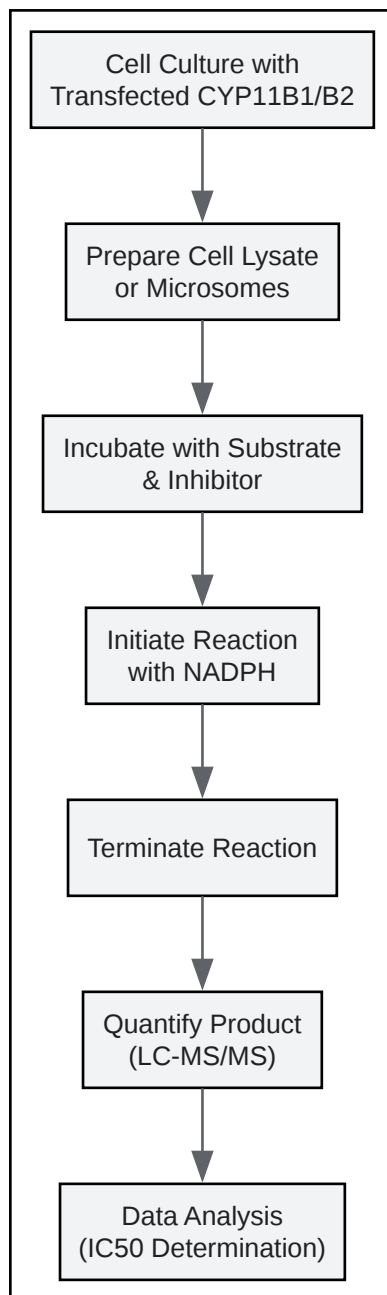 Cell Culture with
Transfected CYP11B1/B2
Prepare Cell Lysate
or Microsomes
Incubate with Substrate
& Inhibitor
Initiate Reaction
with NADPH
Terminate Reaction
Quantify Product
(LC-MS/MS)
Data Analysis
(IC50 Determination)